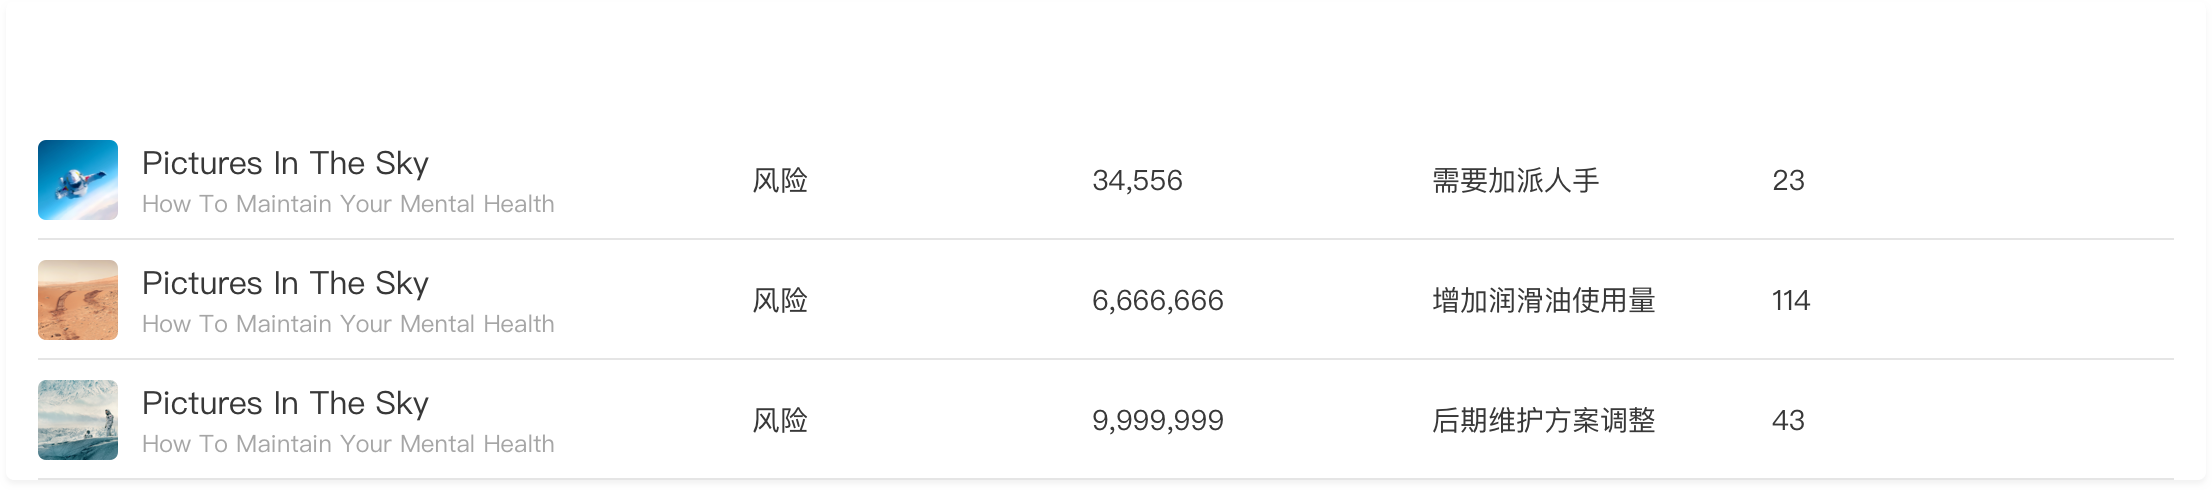 Pictures In The Sky
How To Maintain Your Mental Health
风险
34,556
需要加派人手
23
Pictures In The Sky
How To Maintain Your Mental Health
风险
6,666,666
增加润滑油使用量
114
Pictures In The Sky
How To Maintain Your Mental Health
风险
9,999,999
后期维护方案调整
43